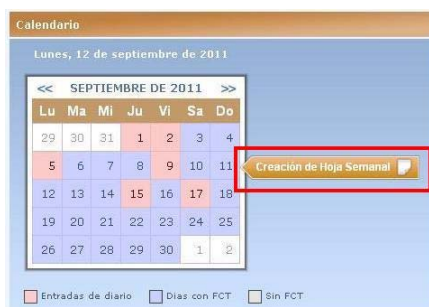 Calendario
Lunes, 12 de septiembre de 2011
<< SEPTIEMBRE DE 2011 >>
Lu Ma Mi Ju Vi Sa Do
29 30 31 1 2 3 4
5 6 7 8 9 10 11 Creación de Hoja Semanal
12 13 14 15 16 17 18
19 20 21 22 23 24 25
26 27 28 29 30 1 2
Entradas de diario Dias con FCT Sin FCT